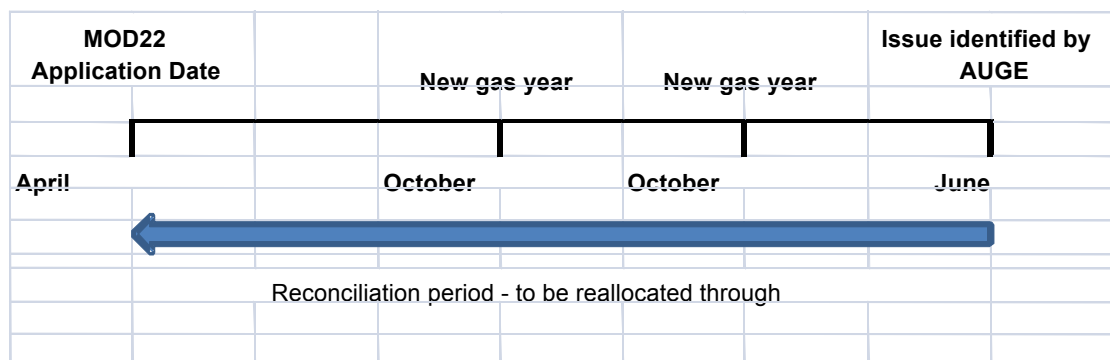 MOD22
Application Date
New gas year
New gas year
Issue identified by
AUGE
April
October
October
June
Reconciliation period - to be reallocated through